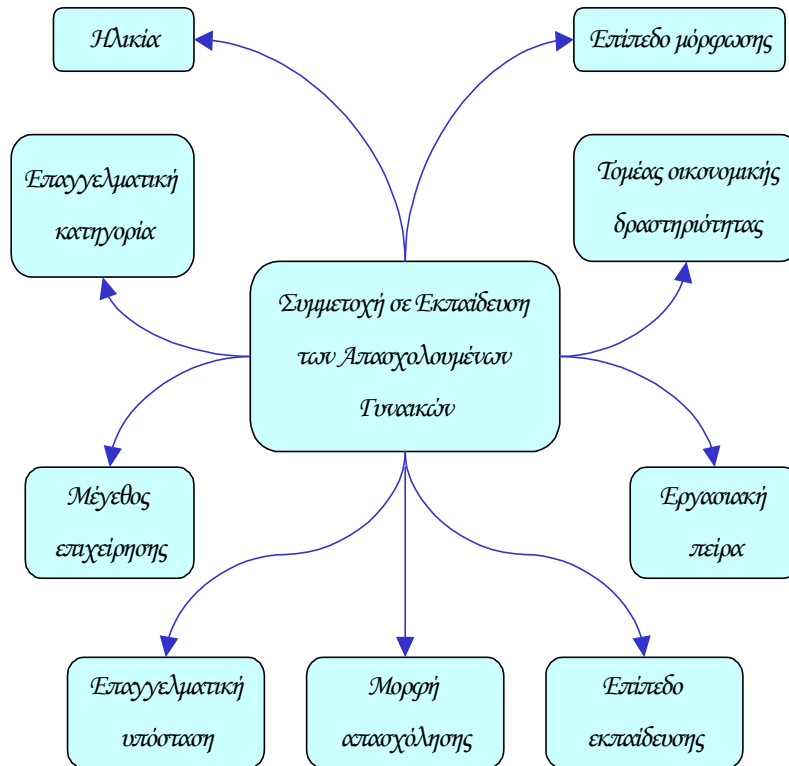 Ηλικία
Επίπεδο μόρφωσης
Επαγγελματική
κατηγορία
Τομέας οικονομικής
δραστηριότητας
Συμμετοχή σε Εκπαίδευση
των Απασχολουμένων
Γυναικών
Μέγεθος
επιχείρησης
Εργασιακή
πείρα
Επαγγελματική
υπόσταση
Μορφή
απασχόλησης
Επίπεδο
εκπαίδευσης